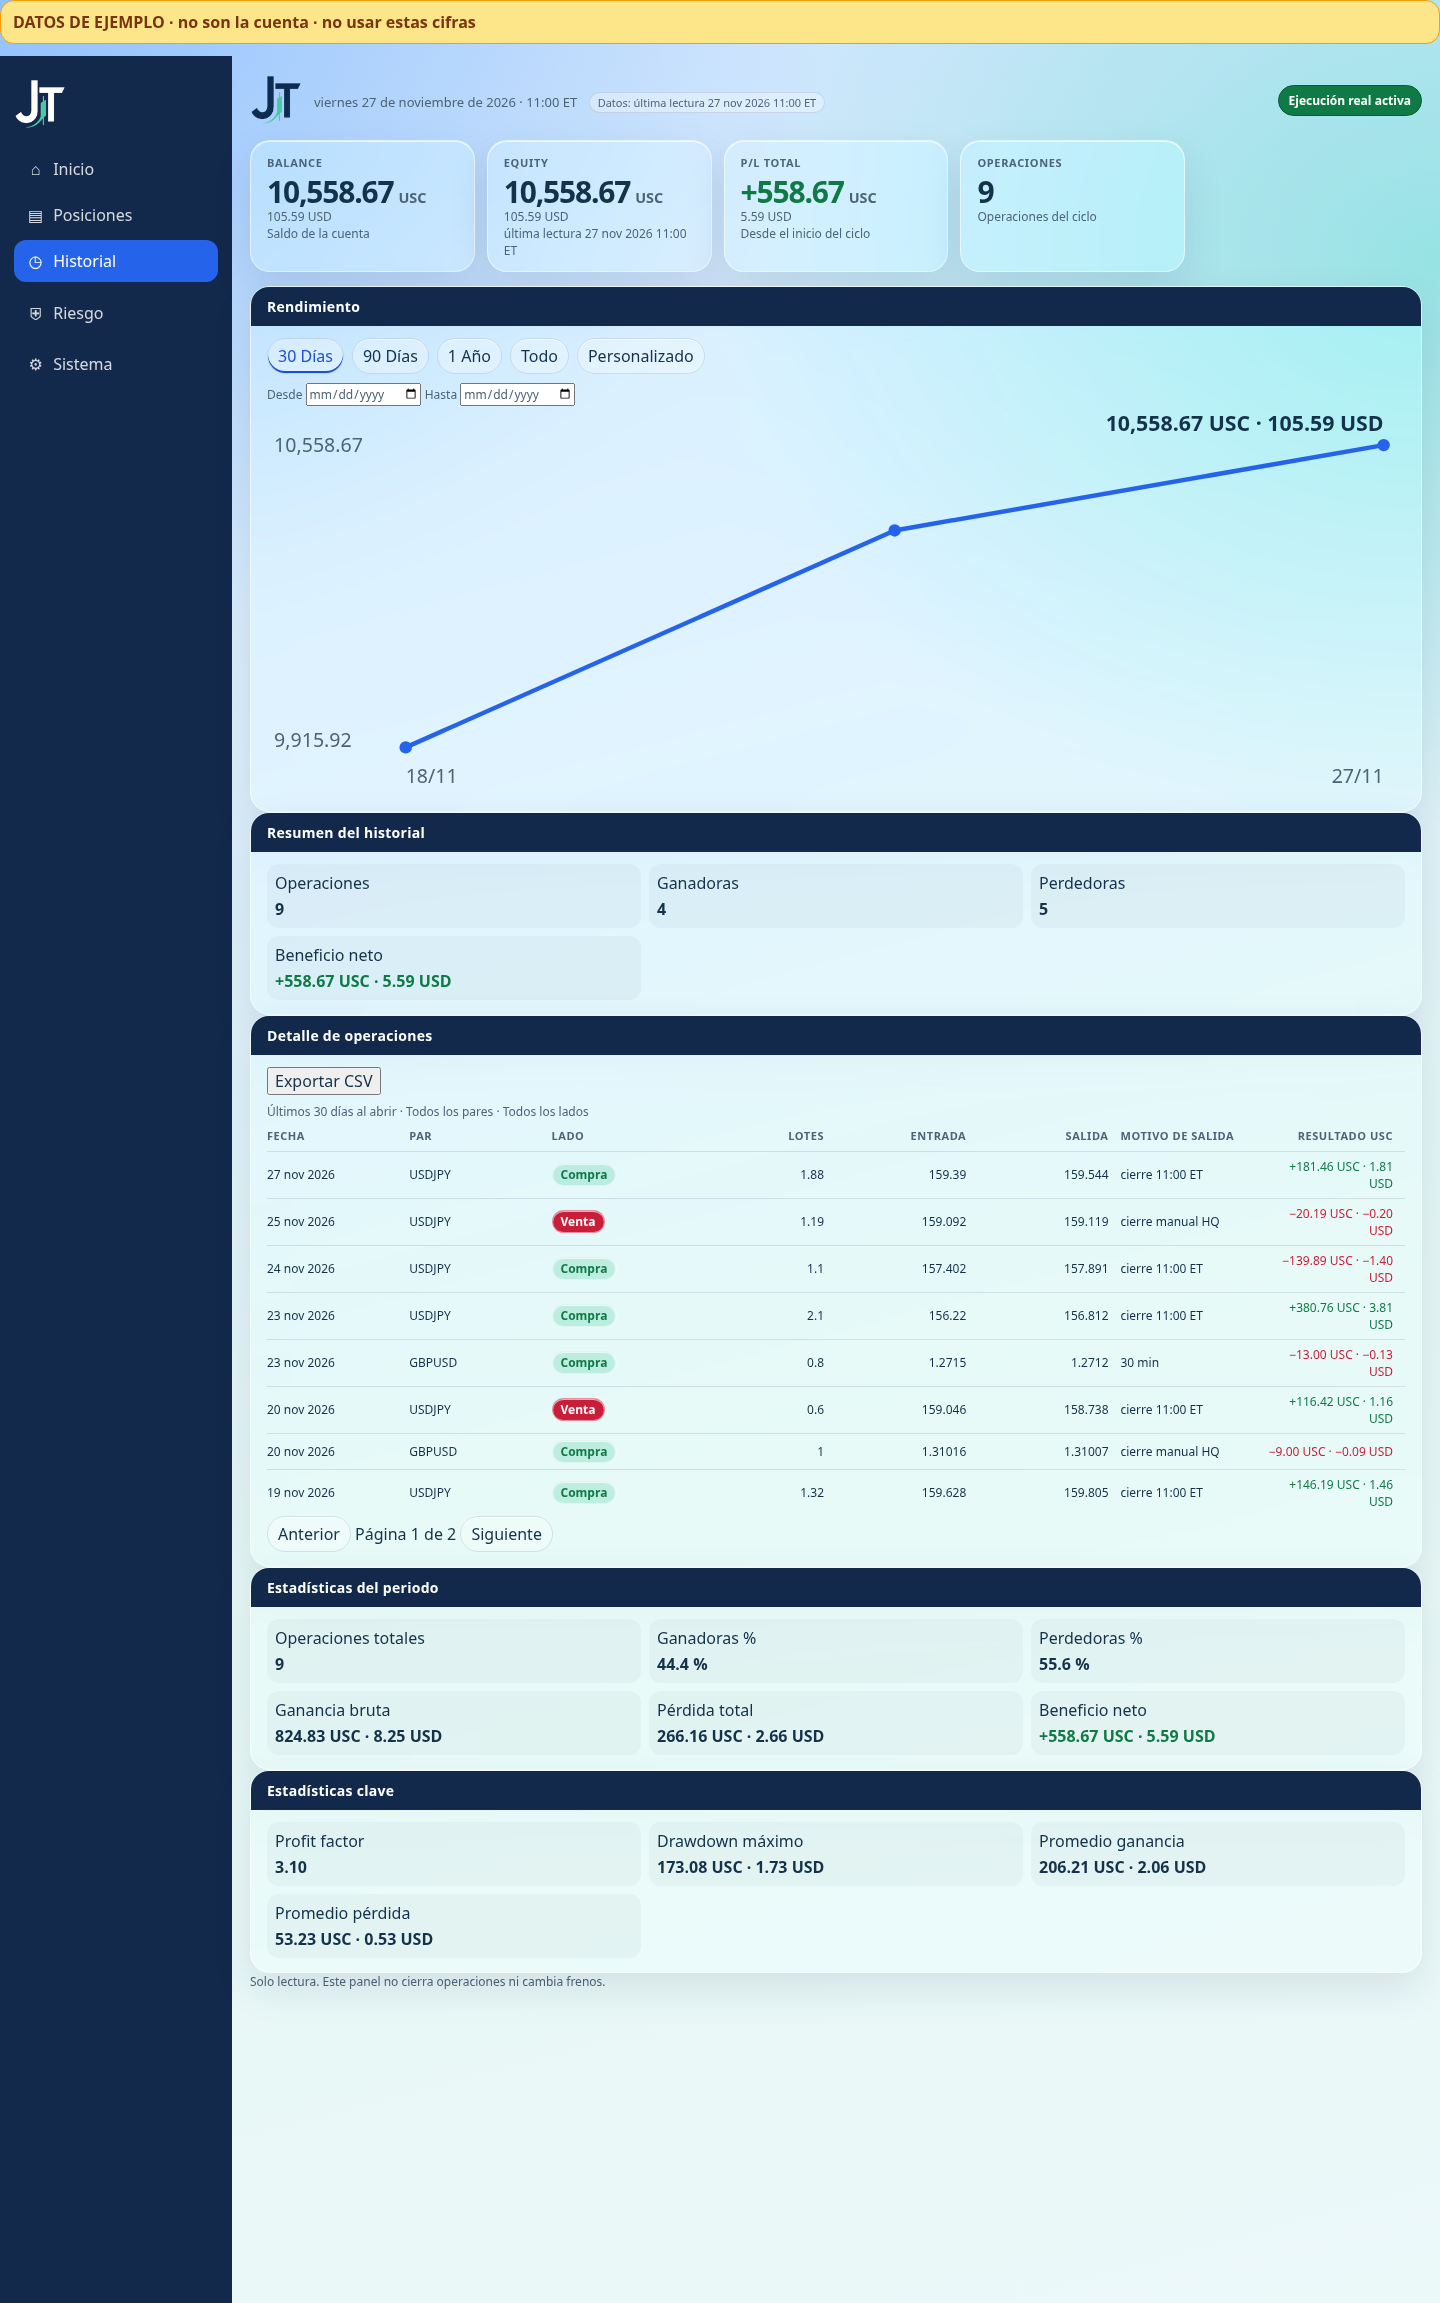 DATOS DE EJEMPLO · no son la cuenta · no usar estas cifras
JT
Inicio
Posiciones
Historial
Riesgo
Sistema
JT viernes 27 de noviembre de 2026 · 11:00 ET Datos: última lectura 27 nov 2026 11:00 ET Ejecución real activa
BALANCE
10,558.67 USC
105.59 USD
Saldo de la cuenta
EQUITY
10,558.67 USC
105.59 USD
última lectura 27 nov 2026 11:00
ET
P/L TOTAL
+558.67 USC
5.59 USD
Desde el inicio del ciclo
OPERACIONES
9
Operaciones del ciclo
Rendimiento
30 Días 90 Días 1 Año Todo Personalizado
Desde mm/dd/yyyy Hasta mm/dd/yyyy
10,558.67 USC · 105.59 USD
10,558.67
9,915.92
18/11 27/11
Resumen del historial
Operaciones
9
Ganadoras
4
Perdedoras
5
Beneficio neto
+558.67 USC · 5.59 USD
Detalle de operaciones
Exportar CSV
Últimos 30 días al abrir · Todos los pares · Todos los lados
FECHA PAR LADO LOTES ENTRADA SALIDA MOTIVO DE SALIDA RESULTADO USC
27 nov 2026 USDJPY Compra 1.88 159.39 159.544 cierre 11:00 ET +181.46 USC · 1.81
USD
25 nov 2026 USDJPY Venta 1.19 159.092 159.119 cierre manual HQ −20.19 USC · −0.20
USD
24 nov 2026 USDJPY Compra 1.1 157.402 157.891 cierre 11:00 ET −139.89 USC · −1.40
USD
23 nov 2026 USDJPY Compra 2.1 156.22 156.812 cierre 11:00 ET +380.76 USC · 3.81
USD
23 nov 2026 GBPUSD Compra 0.8 1.2715 1.2712 30 min −13.00 USC · −0.13
USD
20 nov 2026 USDJPY Venta 0.6 159.046 158.738 cierre 11:00 ET +116.42 USC · 1.16
USD
20 nov 2026 GBPUSD Compra 1 1.31016 1.31007 cierre manual HQ −9.00 USC · −0.09 USD
19 nov 2026 USDJPY Compra 1.32 159.628 159.805 cierre 11:00 ET +146.19 USC · 1.46
USD
Anterior Página 1 de 2 Siguiente
Estadísticas del periodo
Operaciones totales
9
Ganadoras %
44.4 %
Perdedoras %
55.6 %
Ganancia bruta
824.83 USC · 8.25 USD
Pérdida total
266.16 USC · 2.66 USD
Beneficio neto
+558.67 USC · 5.59 USD
Estadísticas clave
Profit factor
3.10
Drawdown máximo
173.08 USC · 1.73 USD
Promedio ganancia
206.21 USC · 2.06 USD
Promedio pérdida
53.23 USC · 0.53 USD
Solo lectura. Este panel no cierra operaciones ni cambia frenos.